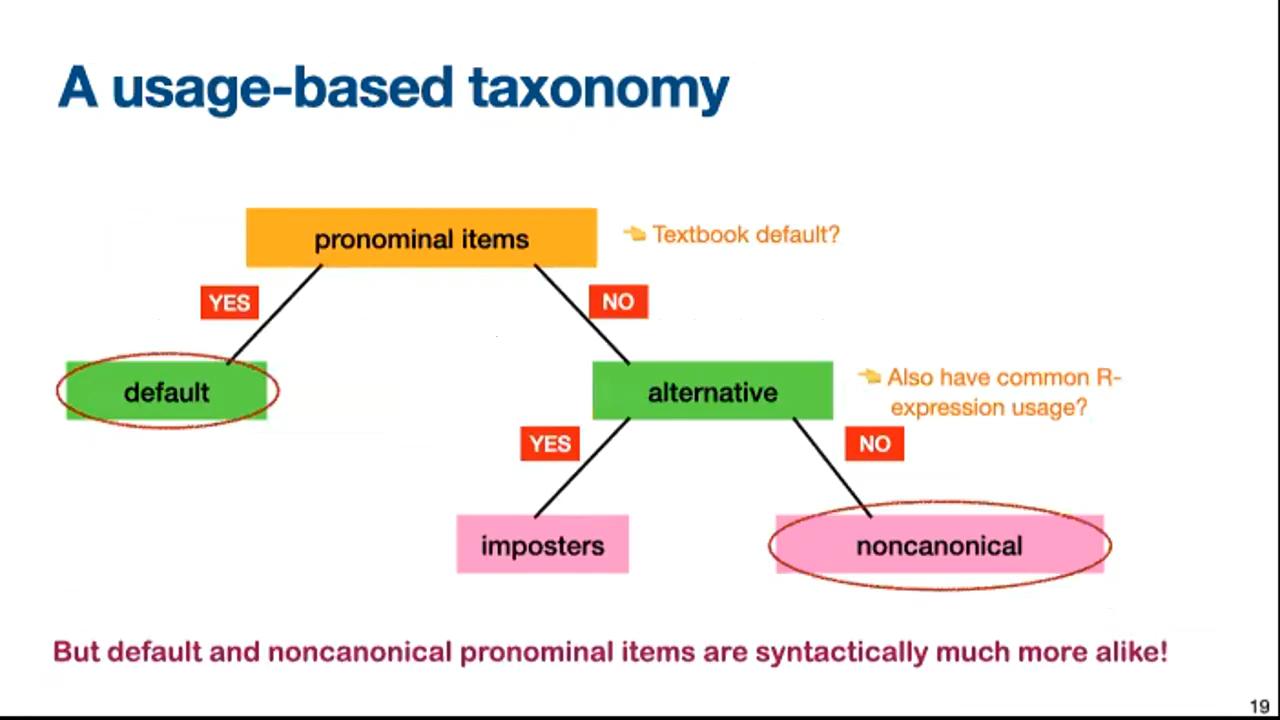 A usage-based taxonomy
pronominal items
👈 Textbook default?
YES
NO
default
alternative
👈 Also have common R-
expression usage?
YES
NO
imposters
noncanonical
But default and noncanonical pronominal items are syntactically much more alike!
19